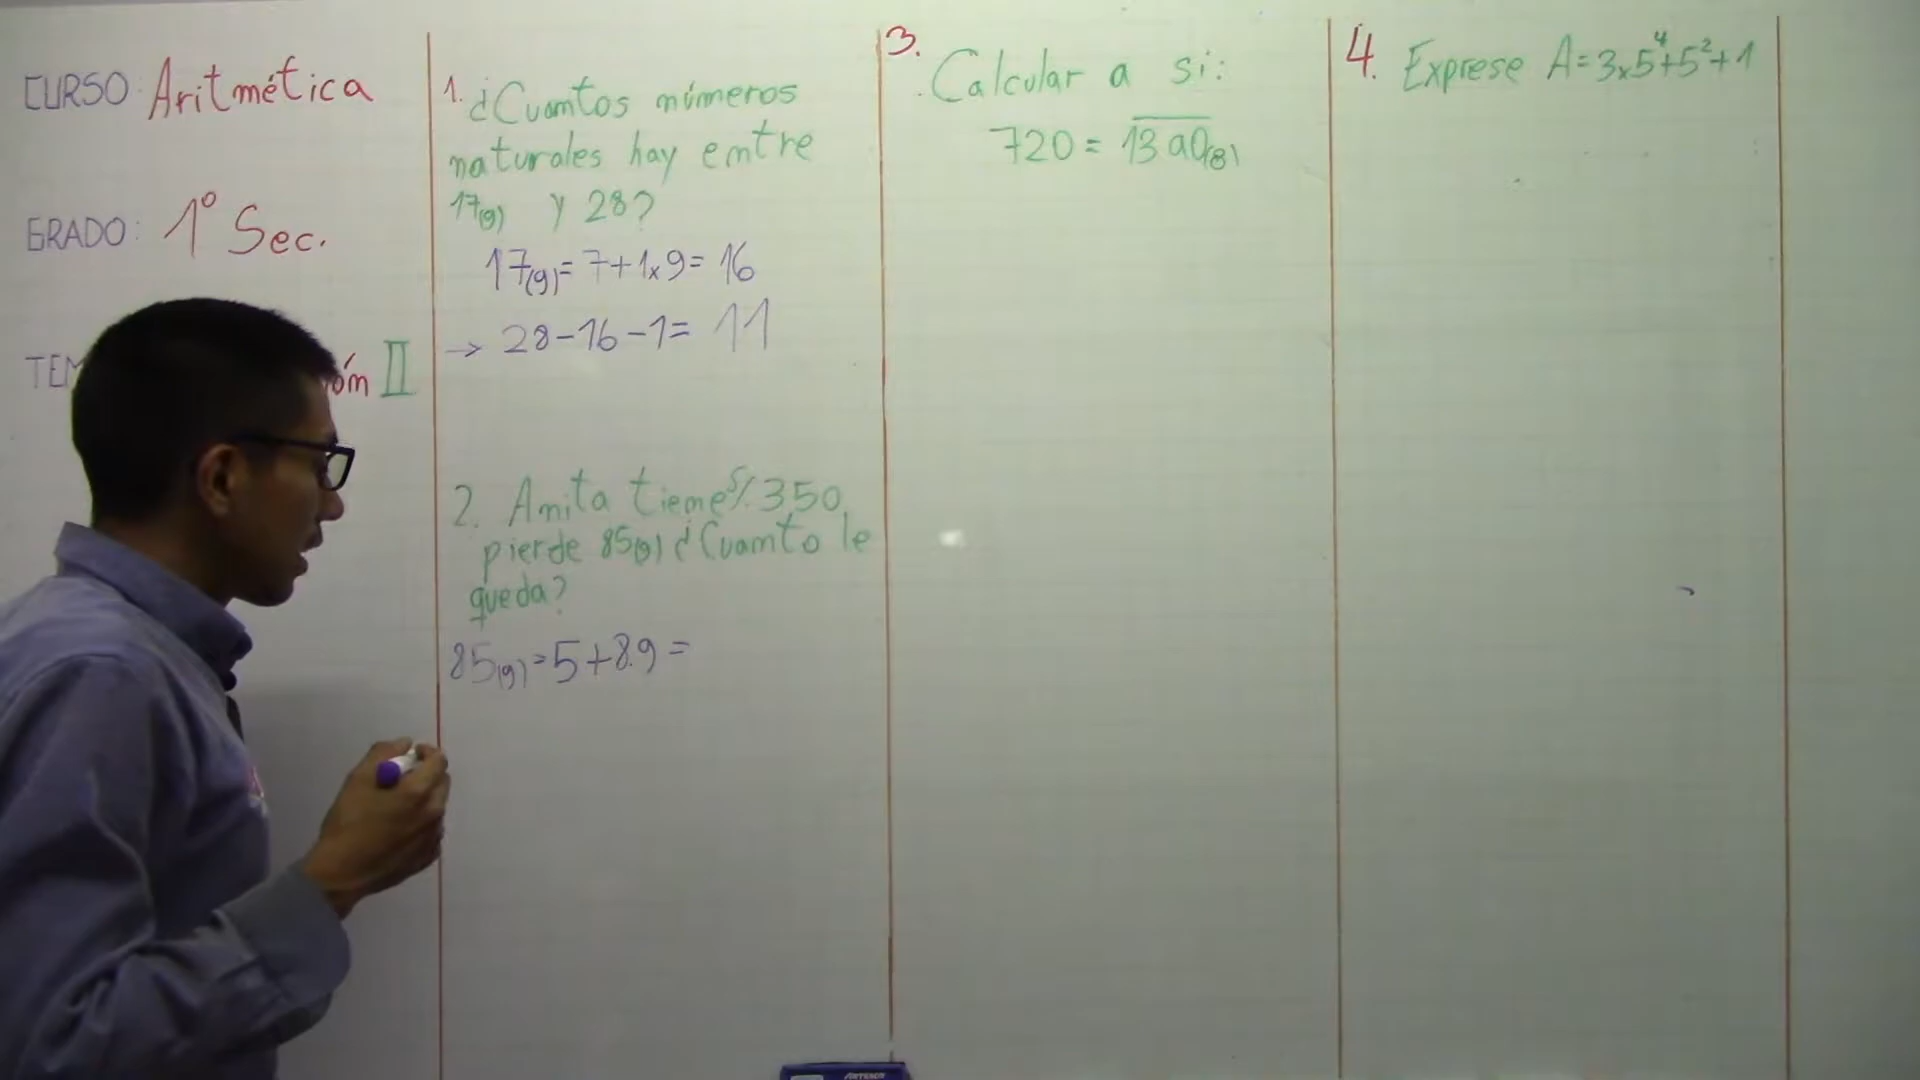 CURSO: Aritmética
GRADO: 1° Sec.
TEM
ón II
1. ¿Cuantos números
naturales hay entre
17(9) y 28?
17(9) = 7+1x9= 16
→ 28-16-1= 11
2. Anita tiene S/.350,
pierde 85(9) ¿Cuanto le
queda?
85(9) = 5+8.9 =
3. Calcular a si:
720 = 13a0(8)
4. Exprese A=3x5⁴+5²+1
ARTESCO